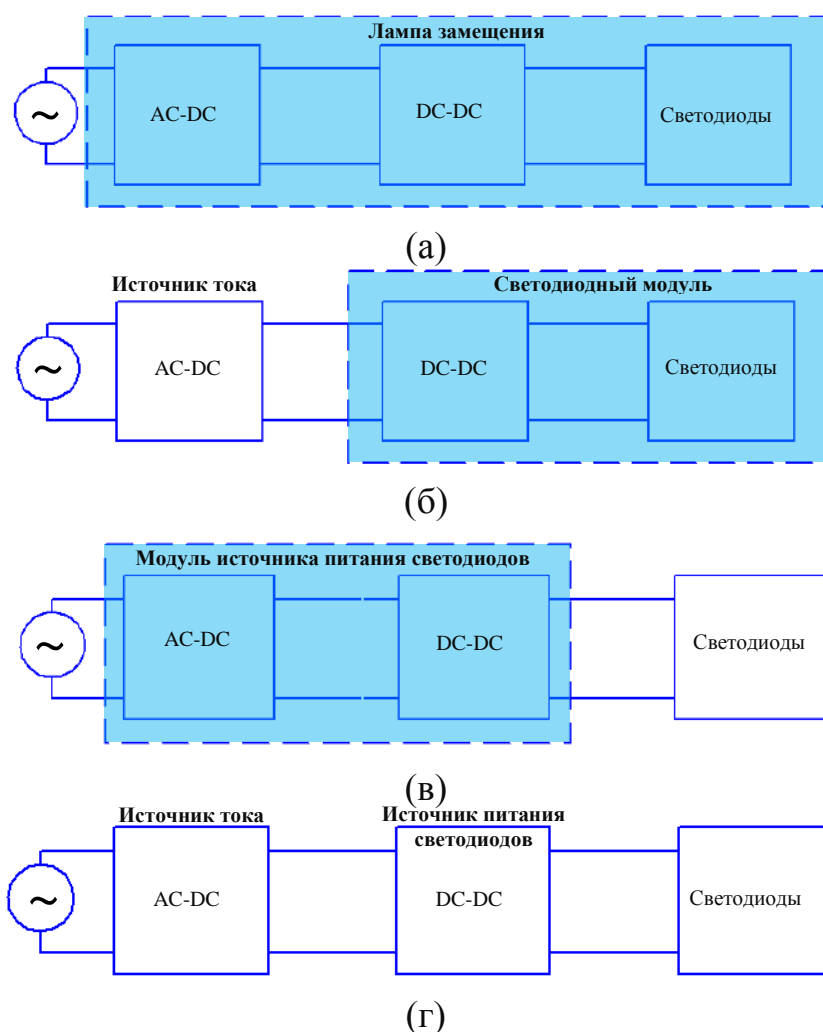 Лампа замещения
~
AC-DC
DC-DC
Светодиоды
(а)
Источник тока
Светодиодный модуль
~
AC-DC
DC-DC
Светодиоды
(б)
Модуль источника питания светодиодов
~
AC-DC
DC-DC
Светодиоды
(в)
Источник тока
Источник питания
светодиодов
~
AC-DC
DC-DC
Светодиоды
(г)